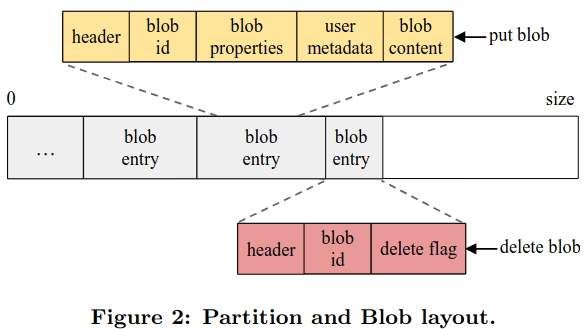 header
blob
id
blob
properties
user
metadata
blob
content
put blob
0
size
...
blob
entry
blob
entry
blob
entry
header
blob
id
delete flag
delete blob
Figure 2: Partition and Blob layout.